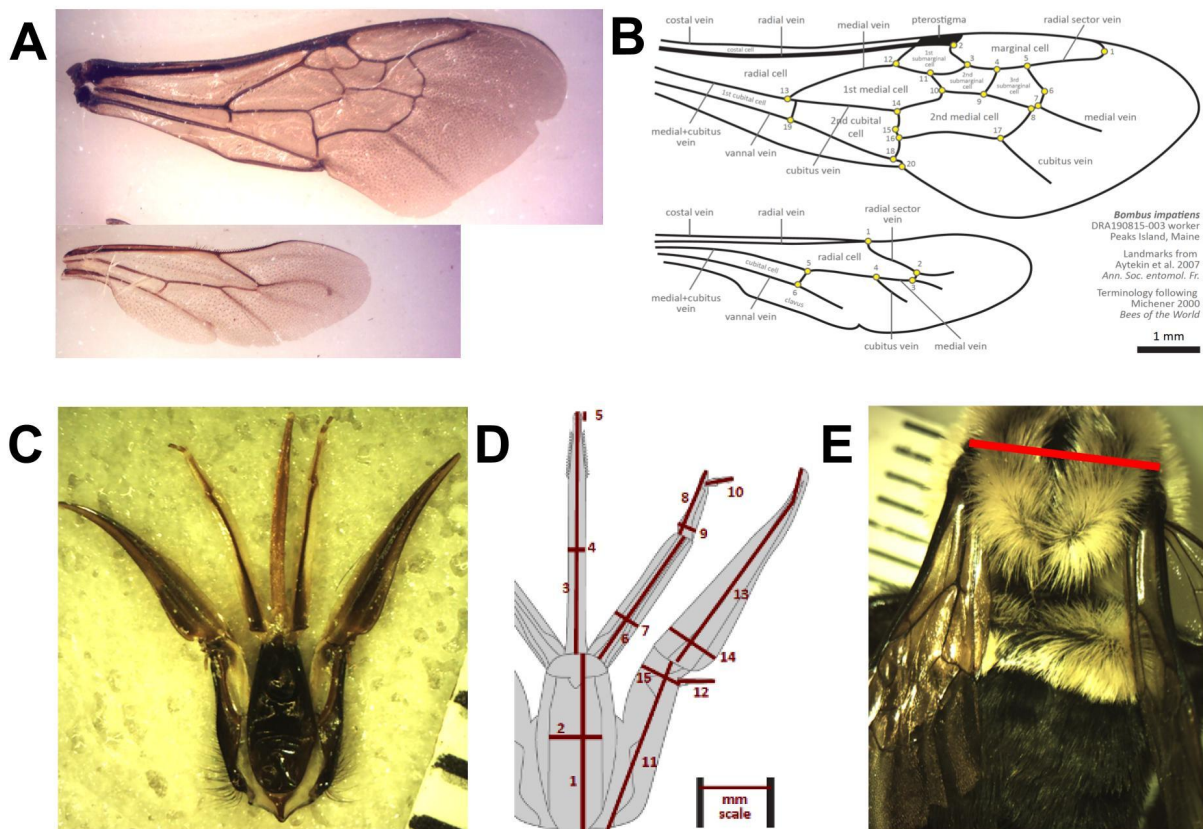 A
B
costal vein
radial vein
medial vein
pterostigma
radial sector vein
costal cell
marginal cell
1
2
3
4
5
1st submarginal cell
12
11
2nd submarginal cell
3rd submarginal cell
6
radial cell
10
9
7
8
13
1st medial cell
1st cubital cell
14
2nd medial cell
19
2nd cubital cell
15
16
17
medial vein
medial+cubitus vein
vannal vein
18
20
cubitus vein
cubitus vein
costal vein
radial vein
radial sector vein
Bombus impatiens
DRA190815-003 worker
Peaks Island, Maine
1
radial cell
Landmarks from
Aytekin et al. 2007
Ann. Soc. entomol. Fr.
cubital cell
5
4
2
3
6
clavus
Terminology following
Michener 2000
Bees of the World
medial+cubitus vein
vannal vein
cubitus vein
medial vein
1 mm
C
D
E
5
8
10
9
4
3
13
7
6
14
15
12
2
11
1
mm
scale